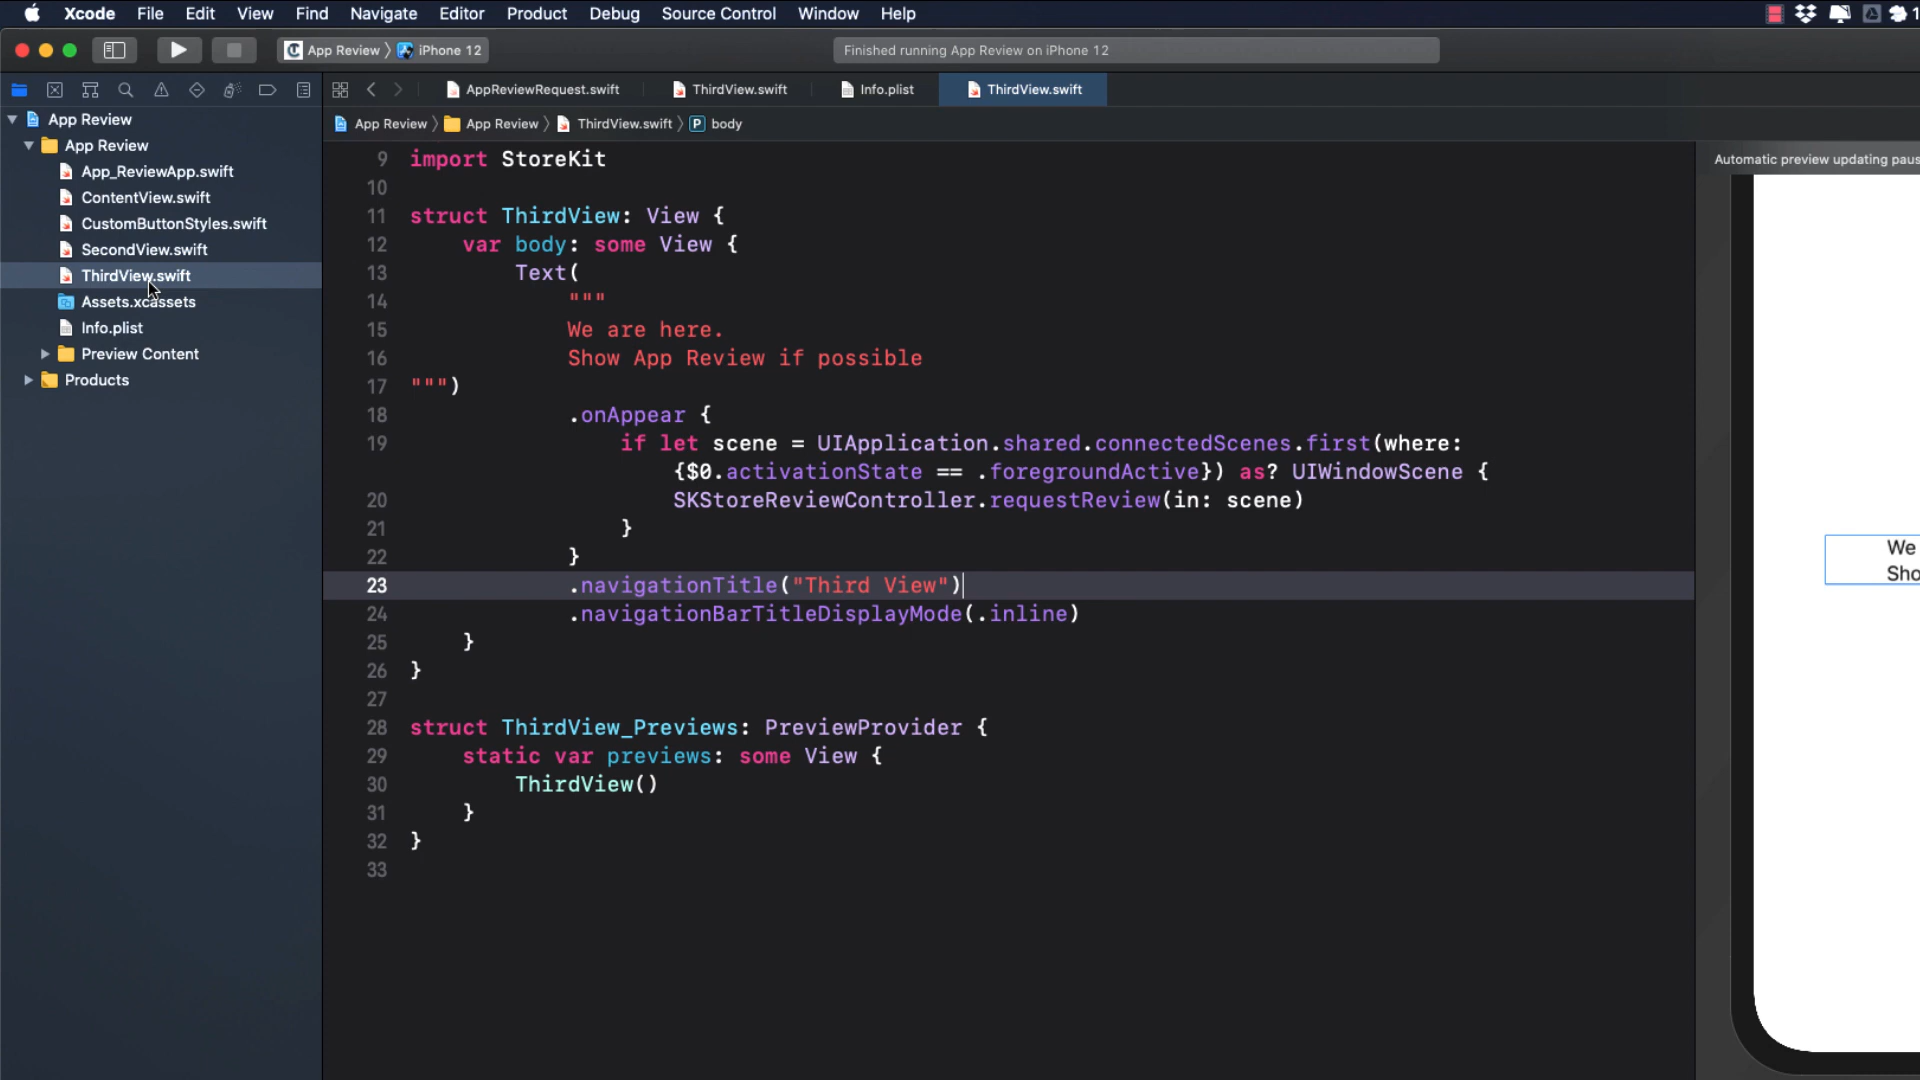 Xcode File Edit View Find Navigate Editor Product Debug Source Control Window Help
App Review 〉 iPhone 12
Finished running App Review on iPhone 12
AppReviewRequest.swift ThirdView.swift Info.plist ThirdView.swift
App Review 〉 App Review 〉 ThirdView.swift 〉 P body
App Review
App Review
App_ReviewApp.swift
ContentView.swift
CustomButtonStyles.swift
SecondView.swift
ThirdView.swift
Assets.xcassets
Info.plist
Preview Content
Products
9 import StoreKit
10
11 struct ThirdView: View {
12 var body: some View {
13 Text(
14 """
15 We are here.
16 Show App Review if possible
17 """)
18 .onAppear {
19 if let scene = UIApplication.shared.connectedScenes.first(where:
{$0.activationState == .foregroundActive}) as? UIWindowScene {
20 SKStoreReviewController.requestReview(in: scene)
21 }
22 }
23 .navigationTitle("Third View")
24 .navigationBarTitleDisplayMode(.inline)
25 }
26 }
27
28 struct ThirdView_Previews: PreviewProvider {
29 static var previews: some View {
30 ThirdView()
31 }
32 }
33
Automatic preview updating paus
We
Sho